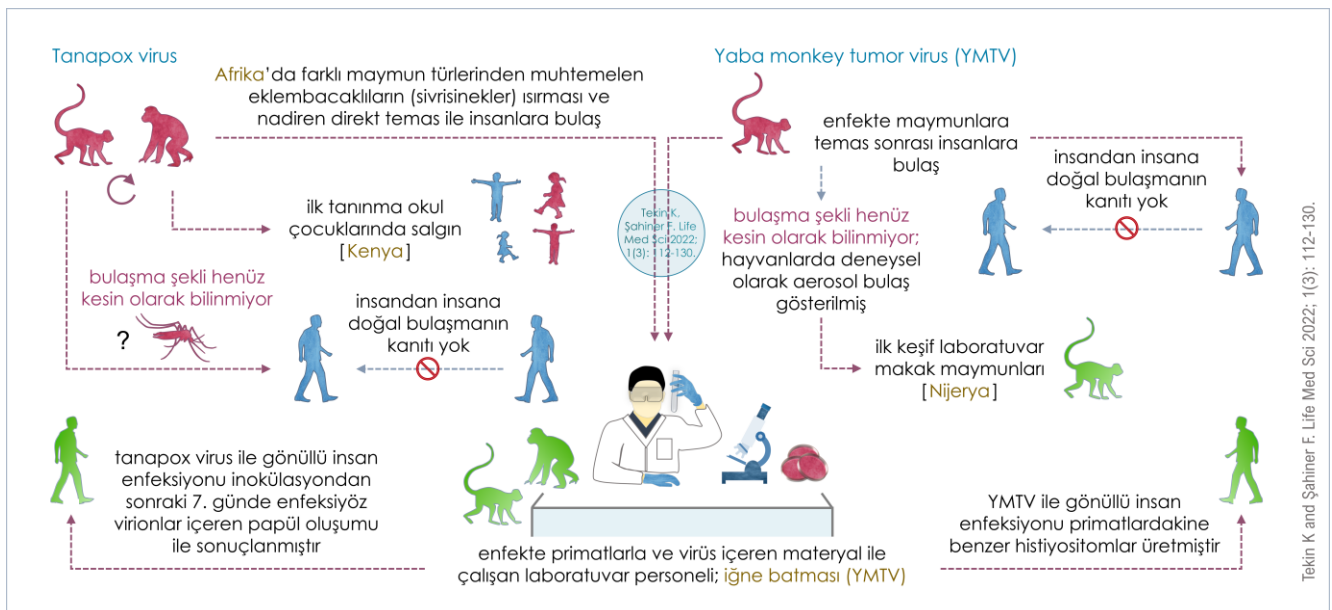 Tanapox virus
Afrika'da farklı maymun türlerinden muhtemelen
eklembacaklıların (sivrisinekler) ısırması ve
nadiren direkt temas ile insanlara bulaş
ilk tanınma okul
çocuklarında salgın
[Kenya]
bulaşma şekli henüz
kesin olarak bilinmiyor
?
insandan insana
doğal bulaşmanın
kanıtı yok
Tekin K,
Şahiner F. Life
Med Sci 2022;
1(3): 112-130.
Yaba monkey tumor virus (YMTV)
enfekte maymunlara
temas sonrası insanlara
bulaş
bulaşma şekli henüz
kesin olarak bilinmiyor;
hayvanlarda deneysel
olarak aerosol bulaş
gösterilmiş
insandan insana
doğal bulaşmanın
kanıtı yok
ilk keşif laboratuvar
makak maymunları
[Nijerya]
tanapox virus ile gönüllü insan
enfeksiyonu inokülasyondan
sonraki 7. günde enfeksiyöz
virionlar içeren papül oluşumu
ile sonuçlanmıştır
enfekte primatlarla ve virüs içeren materyal ile
çalışan laboratuvar personeli; iğne batması (YMTV)
YMTV ile gönüllü insan
enfeksiyonu primatlardakine
benzer histiyositomlar üretmiştir
Tekin K and Şahiner F. Life Med Sci 2022; 1(3): 112-130.